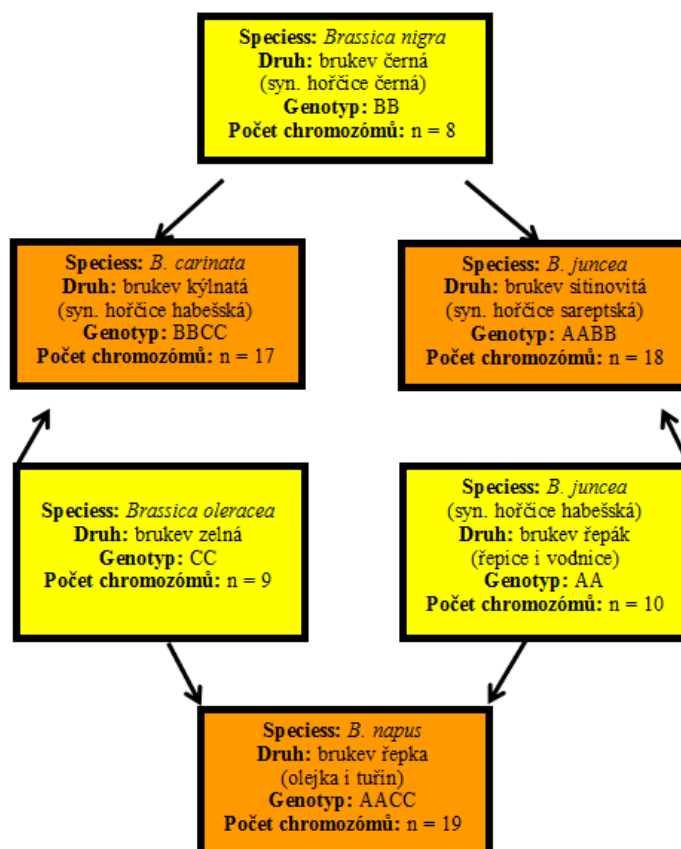 Speciess: Brassica nigra
Druh: brukev černá
(syn. hořčice černá)
Genotyp: BB
Počet chromozómů: n = 8
Speciess: B. carinata
Druh: brukev kýlnatá
(syn. hořčice habešská)
Genotyp: BBCC
Počet chromozómů: n = 17
Speciess: B. juncea
Druh: brukev sítinovitá
(syn. hořčice sareptská)
Genotyp: AABB
Počet chromozómů: n = 18
Speciess: Brassica oleracea
Druh: brukev zelná
Genotyp: CC
Počet chromozómů: n = 9
Speciess: B. juncea
(syn. hořčice habešská)
Druh: brukev řepák
(řepice i vodnice)
Genotyp: AA
Počet chromozómů: n = 10
Speciess: B. napus
Druh: brukev řepka
(olejka i tuřín)
Genotyp: AACC
Počet chromozómů: n = 19